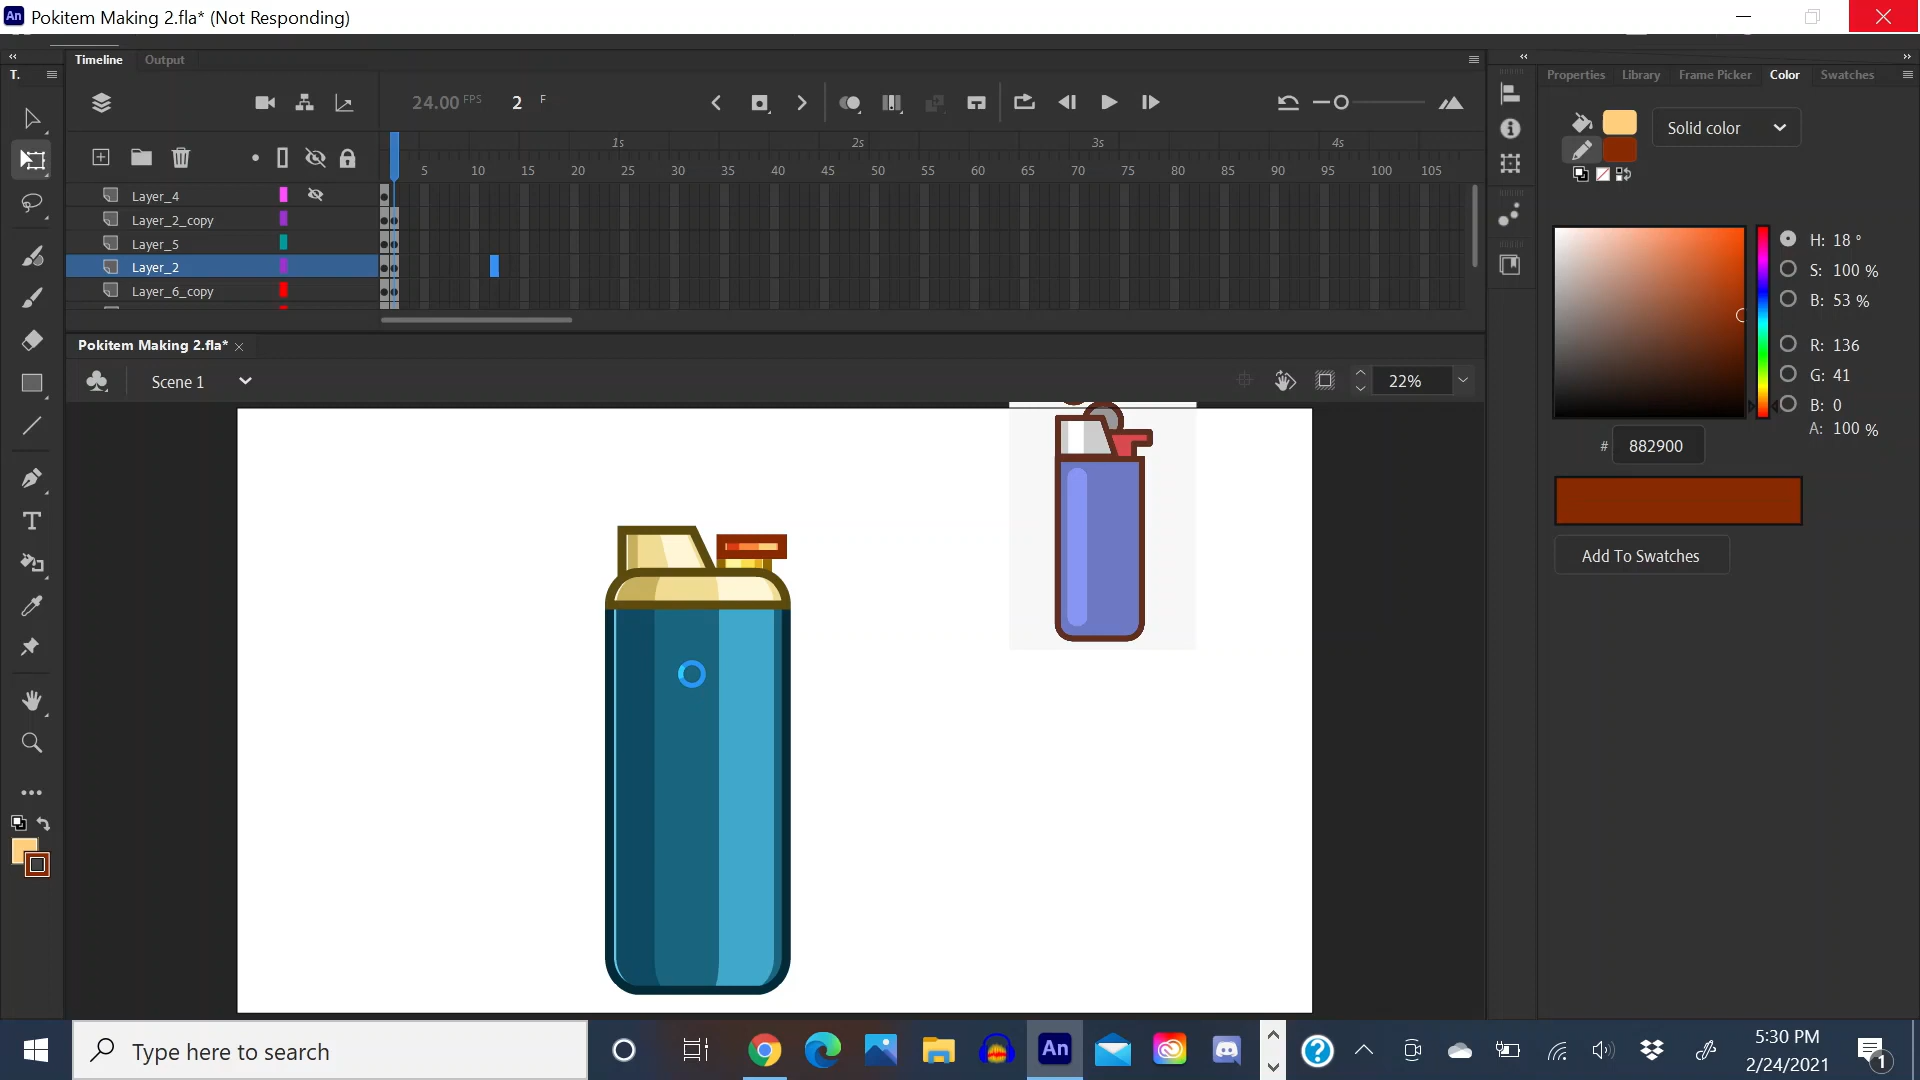 An Pokitem Making 2.fla* (Not Responding)
Timeline Output
T.
24.00 FPS 2 F
1s 2s 3s 4s
5 10 15 20 25 30 35 40 45 50 55 60 65 70 75 80 85 90 95 100 105
Layer_4
Layer_2_copy
Layer_5
Layer_2
Layer_6_copy
Pokitem Making 2.fla*
Scene 1
22%
Properties Library Frame Picker Color Swatches
Solid color
H: 18 °
S: 100 %
B: 53 %
R: 136
G: 41
B: 0
A: 100 %
# 882900
Add To Swatches
Type here to search
An
5:30 PM
2/24/2021
1